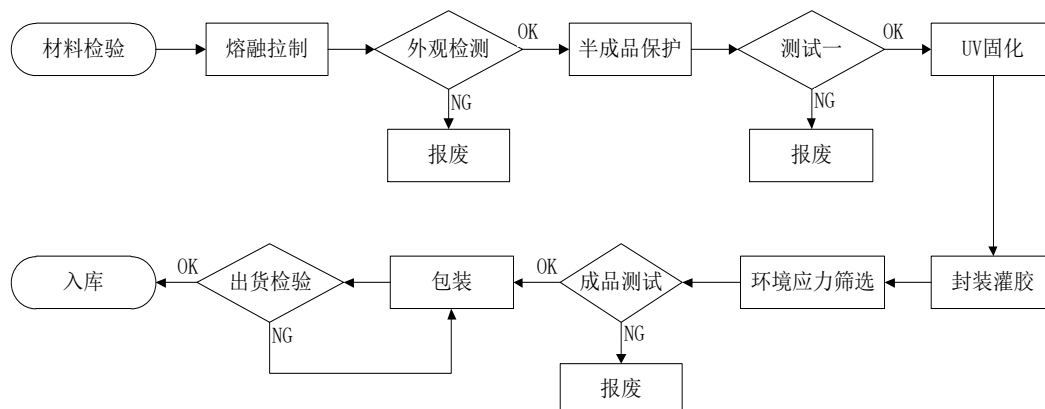 材料检验
熔融拉制
外观检测
OK
半成品保护
测试一
OK
UV固化
NG
NG
报废
报废
入库
OK
出货检验
包装
OK
成品测试
环境应力筛选
封装灌胶
NG
NG
报废